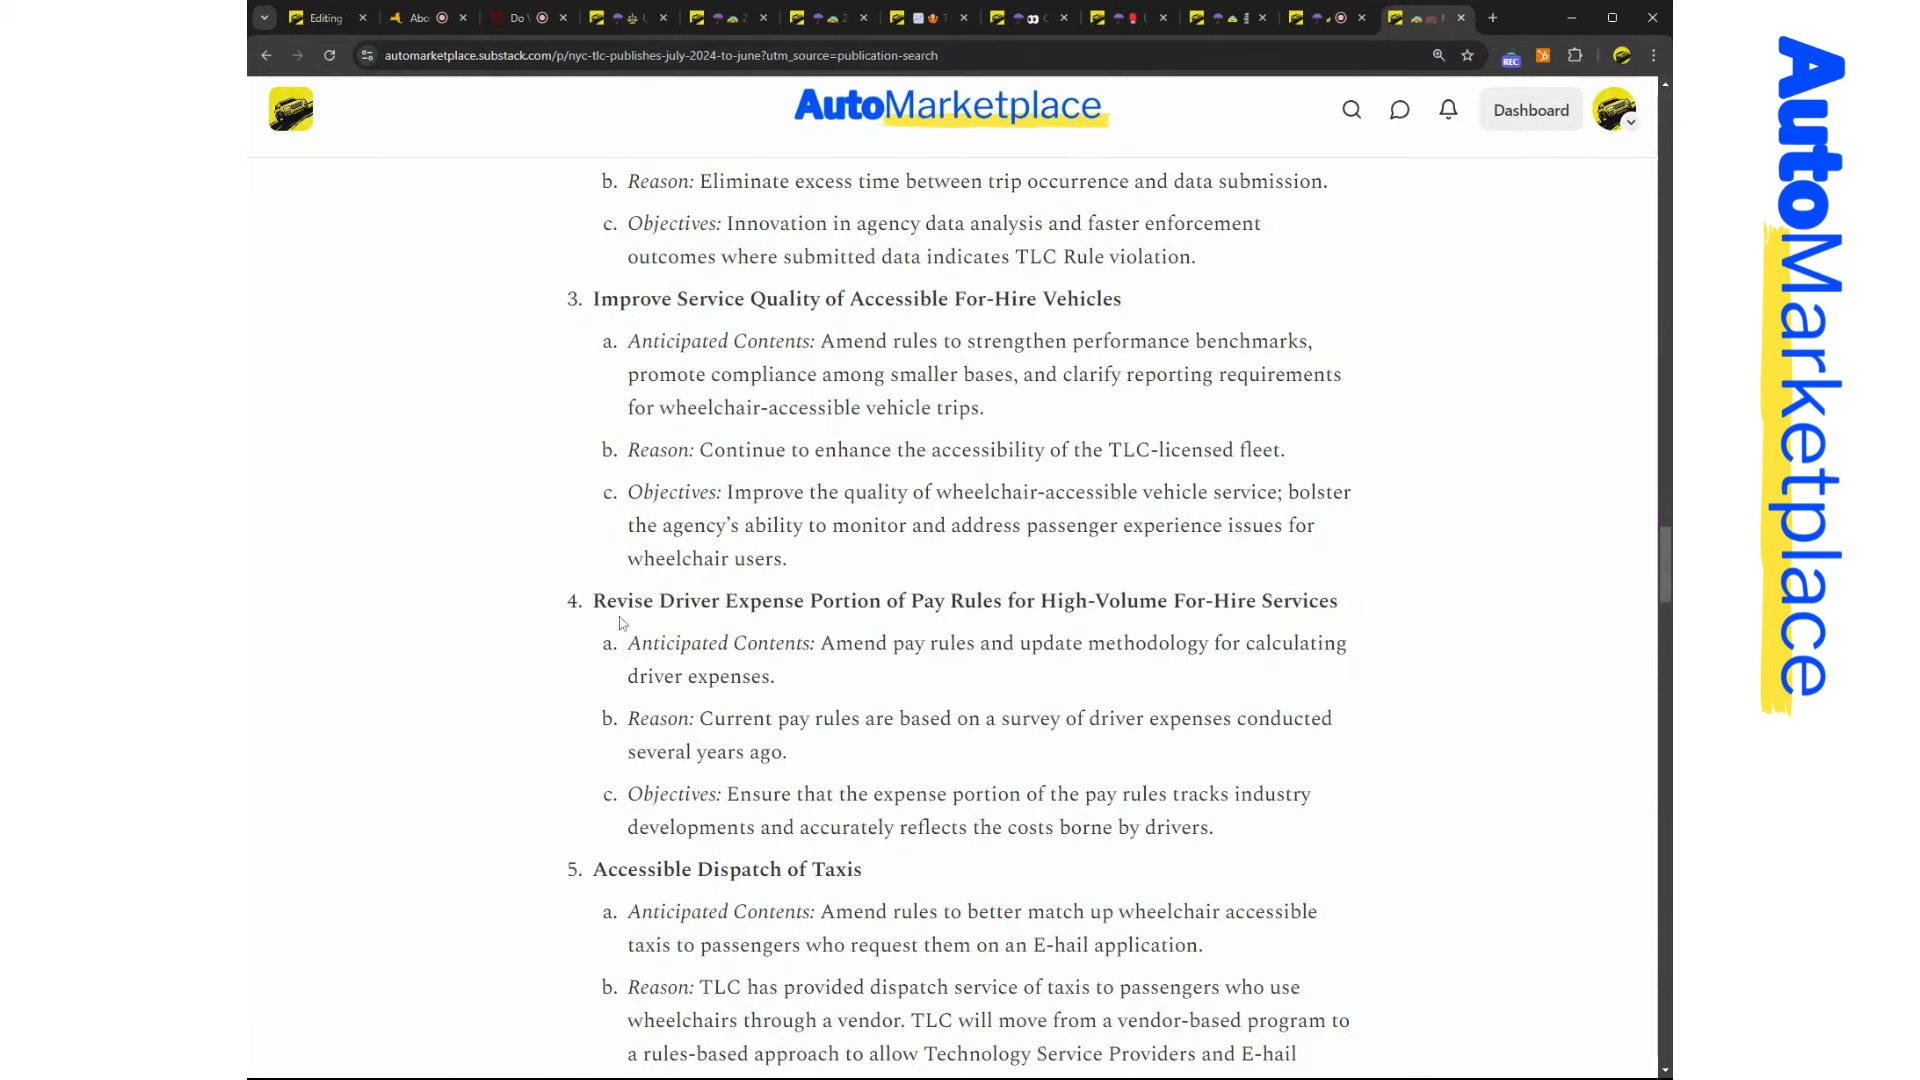 Editing
Abo
Do
automarketplace.substack.com/p/nyc-tlc-publishes-july-2024-to-june?utm_source=publication-search
REC
AutoMarketplace
Dashboard
b. Reason: Eliminate excess time between trip occurrence and data submission.
c. Objectives: Innovation in agency data analysis and faster enforcement
outcomes where submitted data indicates TLC Rule violation.
3. Improve Service Quality of Accessible For-Hire Vehicles
a. Anticipated Contents: Amend rules to strengthen performance benchmarks,
promote compliance among smaller bases, and clarify reporting requirements
for wheelchair-accessible vehicle trips.
b. Reason: Continue to enhance the accessibility of the TLC-licensed fleet.
c. Objectives: Improve the quality of wheelchair-accessible vehicle service; bolster
the agency’s ability to monitor and address passenger experience issues for
wheelchair users.
4. Revise Driver Expense Portion of Pay Rules for High-Volume For-Hire Services
a. Anticipated Contents: Amend pay rules and update methodology for calculating
driver expenses.
b. Reason: Current pay rules are based on a survey of driver expenses conducted
several years ago.
c. Objectives: Ensure that the expense portion of the pay rules tracks industry
developments and accurately reflects the costs borne by drivers.
5. Accessible Dispatch of Taxis
a. Anticipated Contents: Amend rules to better match up wheelchair accessible
taxis to passengers who request them on an E-hail application.
b. Reason: TLC has provided dispatch service of taxis to passengers who use
wheelchairs through a vendor. TLC will move from a vendor-based program to
a rules-based approach to allow Technology Service Providers and E-hail
AutoMarketplace